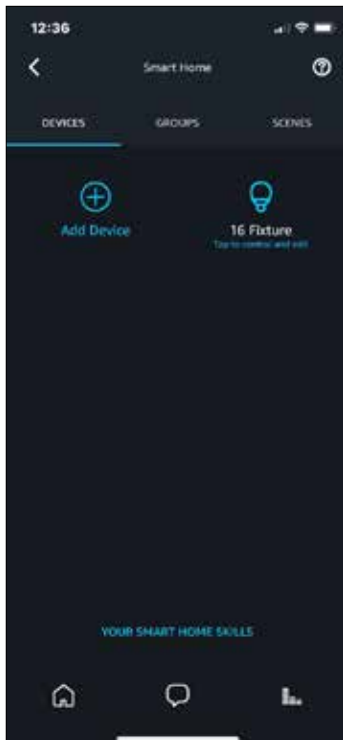 12:36
Smart Home
DEVICES GROUPS SCENES
Add Device
16 Fixture
Tap to control and edit
YOUR SMART HOME SKILLS